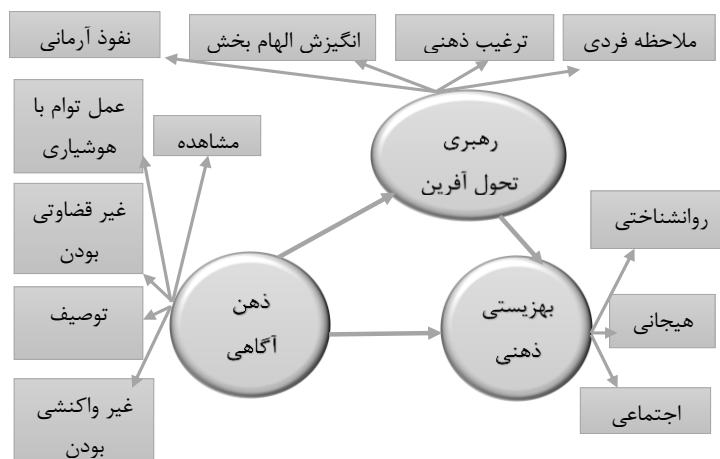 ملاحظه فردی
ترغیب ذهنی
انگیزش الهام بخش
نفوذ آرمانی
رهبری
تحول آفرین
مشاهده
عمل توام با
هوشیاری
غیر قضاوتی
بودن
توصیف
غیر واکنشی
بودن
ذهن
آگاهی
بهزیستی
ذهنی
روانشناختی
هیجانی
اجتماعی